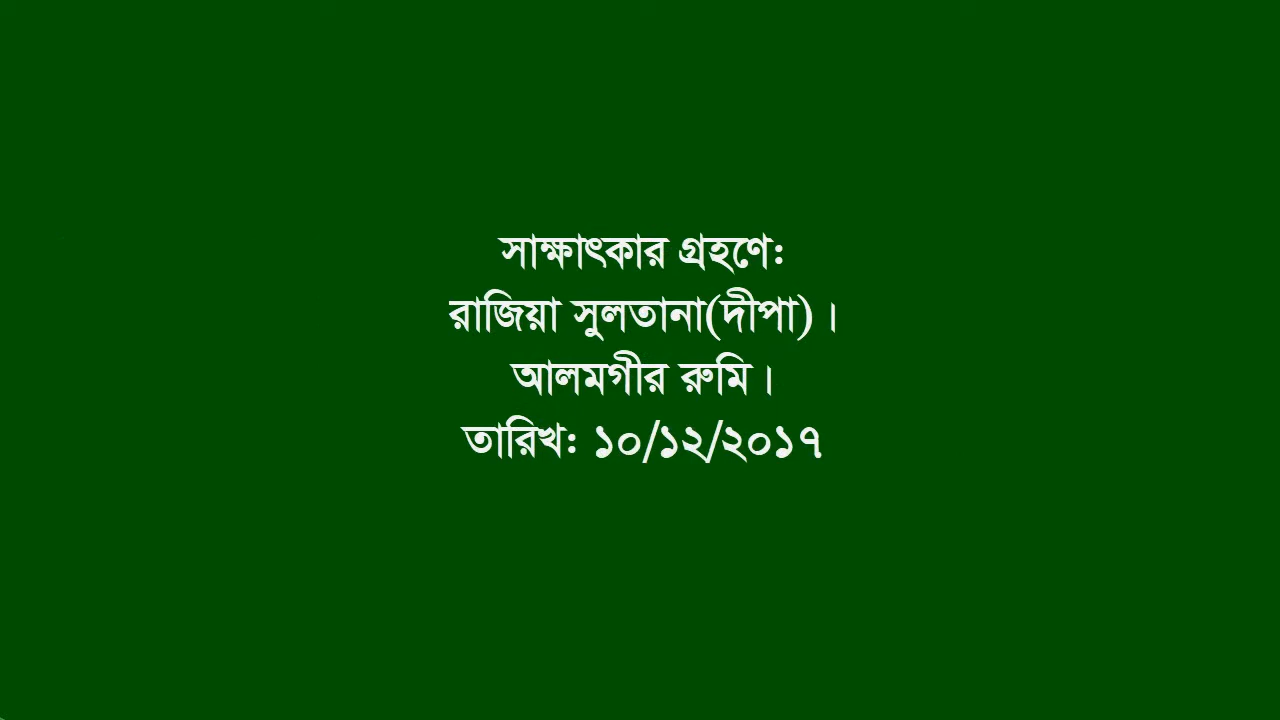 সাক্ষাৎকার গ্রহণে:
রাজিয়া সুলতানা(দীপা)।
আলমগীর রুমি।
তারিখ: ১০/১২/২০১৭